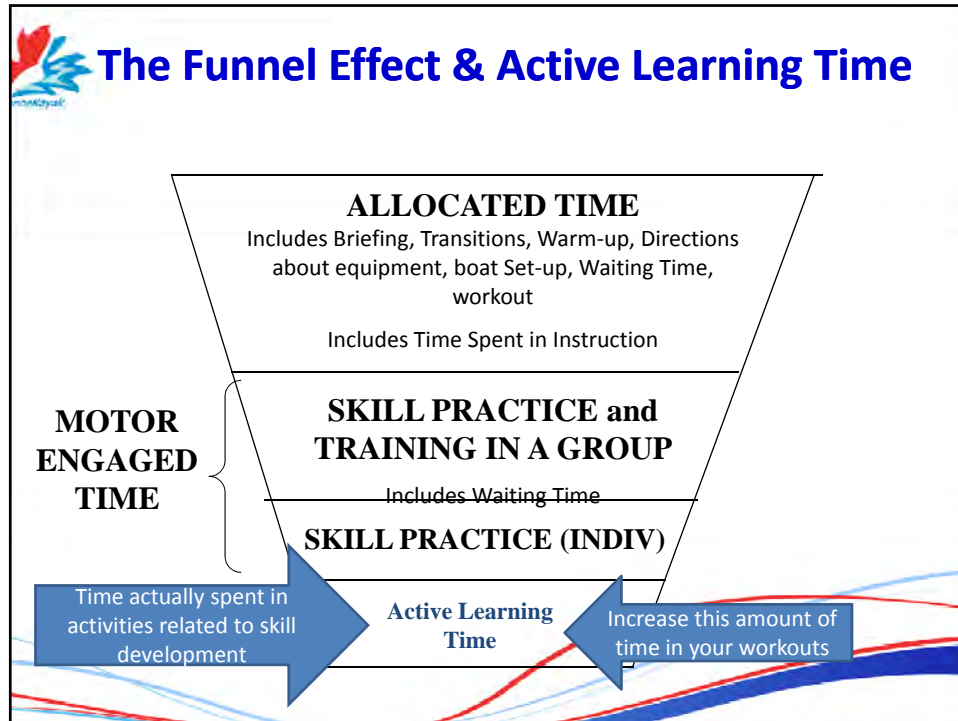 The Funnel Effect & Active Learning Time
ALLOCATED TIME
Includes Briefing, Transitions, Warm-up, Directions
about equipment, boat Set-up, Waiting Time,
workout
Includes Time Spent in Instruction
MOTOR
ENGAGED
TIME
SKILL PRACTICE and
TRAINING IN A GROUP
Includes Waiting Time
SKILL PRACTICE (INDIV)
Time actually spent in
activities related to skill
development
Active Learning
Time
Increase this amount of
time in your workouts